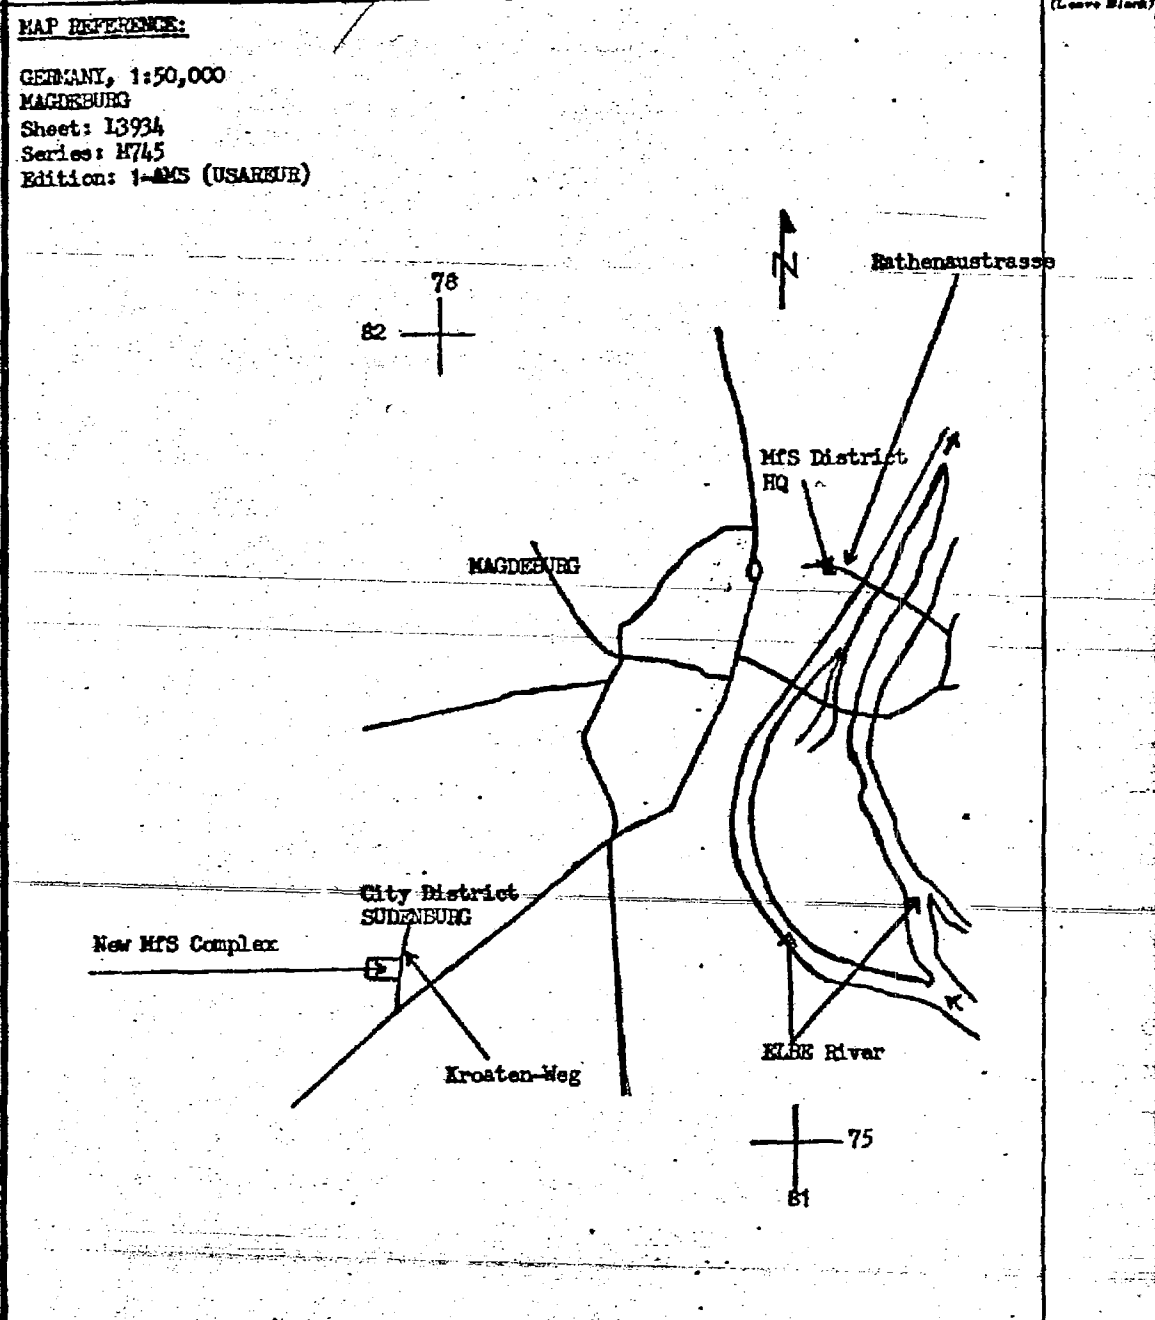 (Leave Blank)
MAP REFERENCE:
GERMANY, 1:50,000
MAGDEBURG
Sheet: L3934
Series: M745
Edition: 1-AMS (USAREUR)
N
Rathenaustrasse
78
82
MfS District
HQ
MAGDEBURG
City District
SUDENBURG
New MfS Complex
Kroaten-Weg
ELBE River
75
81